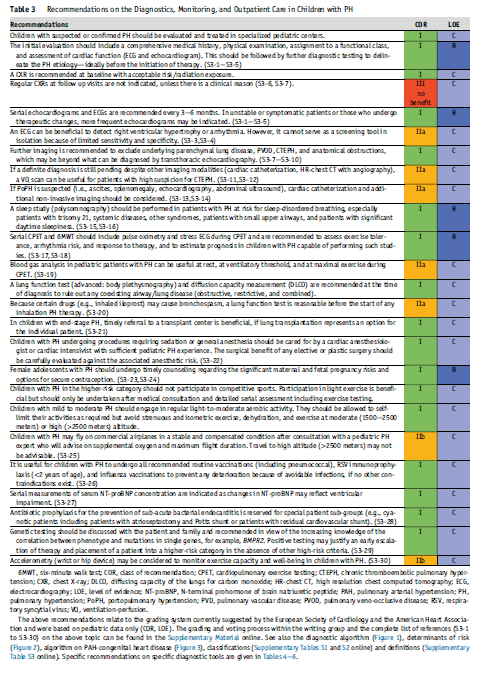 Table 3 Recommendations on the Diagnostics, Monitoring, and Outpatient Care in Children with PH
Recommendations COR LOE
Children with suspected or confirmed PH should be evaluated and treated in specialized pediatric centers. I C
The initial evaluation should include a comprehensive medical history, physical examination, assignment to a functional class, I B
and assessment of cardiac function (ECG and echocardiogram). This should be followed by further diagnostic testing to delin-
eate the PH etiology—ideally before the initiation of therapy. (S3-1—S3-5)
A CXR is recommended at baseline with acceptable risk/radiation exposure. I C
Regular CXRs at follow up visits are not indicated, unless there is a clinical reason (S3-6, S3-7). III C
no
benefit
Serial echocardiograms and ECGs are recommended every 3—6 months. In unstable or symptomatic patients or those who undergo I B
therapeutic changes, more frequent echocardiograms may be indicated. (S3-1—S3-5)
An ECG can be beneficial to detect right ventricular hypertrophy or arrhythmia. However, it cannot serve as a screening tool in IIa C
isolation because of limited sensitivity and specificity. (S3-3,S3-4)
Further imaging is recommended to exclude underlying parenchymal lung disease, PVOD, CTEPH, and anatomical obstructions, I C
which may be beyond what can be diagnosed by transthoracic echocardiography. (S3-7—S3-10)
If a definite diagnosis is still pending despite other imaging modalities (cardiac catheterization, HR-chest CT with angiography), IIa C
a VQ scan can be useful for patients with high suspicion for CTEPH. (S3-11,S3-12)
If PoPH is suspected (i.e., ascites, splenomegaly, echocardiography, abdominal ultrasound), cardiac catheterization and addi- IIa C
tional non-invasive imaging should be considered. (S3-13,S3-14)
A sleep study (polysomnography) should be performed in patients with PH at risk for sleep-disordered breathing, especially I B
patients with trisomy 21, syndromic diseases, other syndromes, patients with small upper airways, and patients with significant
daytime sleepiness. (S3-15,S3-16)
Serial CPET and 6MWT should include pulse oximetry and stress ECG during CPET and are recommended to assess exercise toler- I B
ance, arrhythmia risk, and response to therapy, and to estimate prognosis in children with PH capable of performing such stud-
ies. (S3-17,S3-18)
Blood gas analysis in pediatric patients with PH can be useful at rest, at ventilatory threshold, and at maximal exercise during IIa C
CPET. (S3-19)
A lung function test (advanced: body plethysmography) and diffusion capacity measurement (DLCO) are recommended at the time I C
of diagnosis to rule out any coexisting airway/lung disease (obstructive, restrictive, and combined).
Because certain drugs (e.g., inhaled iloprost) may cause bronchospasm, a lung function test is reasonable before the start of any IIa C
inhalation PH therapy. (S3-20)
In children with end-stage PH, timely referral to a transplant center is beneficial, if lung transplantation represents an option for I C
the individual patient. (S3-21)
Children with PH undergoing procedures requiring sedation or general anesthesia should be cared for by a cardiac anesthesiolo- I C
gist or cardiac intensivist with sufficient pediatric PH experience. The surgical benefit of any elective or plastic surgery should
be carefully evaluated against the associated anesthetic risk. (S3-22)
Female adolescents with PH should undergo timely counseling regarding the significant maternal and fetal pregnancy risks and I B
options for secure contraception. (S3-23,S3-24)
Children with PH in the higher-risk category should not participate in competitive sports. Participation in light exercise is benefi- I C
cial but should only be undertaken after medical consultation and detailed serial assessment including exercise testing.
Children with mild to moderate PH should engage in regular light-to-moderate aerobic activity. They should be allowed to self- I C
limit their activities as required but avoid strenuous and isometric exercise, dehydration, and exercise at moderate (1500—2500
meters) or high (>2500 meters) altitude.
Children with PH may fly on commercial airplanes in a stable and compensated condition after consultation with a pediatric PH IIb C
expert who will advise on supplemental oxygen and maximum flight duration. Travel to high altitude (>2500 meters) may not
be advisable. (S3-25)
It is useful for children with PH to undergo all recommended routine vaccinations (including pneumococcal), RSV immunoprophy- I C
laxis (<2 years of age), and influenza vaccinations to prevent any deterioration because of avoidable infections, if no other con-
traindications exist. (S3-26)
Serial measurements of serum NT-proBNP concentration are indicated as changes in NT-proBNP may reflect ventricular I C
impairment. (S3-27)
Antibiotic prophylaxis for the prevention of sub-acute bacterial endocarditis is reserved for special patient sub-groups (e.g., cya- I C
notic patients including patients with atrioseptostomy and Potts shunt or patients with residual cardiovascular shunt). (S3-28)
Genetic testing should be discussed with the patient and family and recommended in view of the increasing knowledge of the I C
correlation between phenotype and mutations in single genes, for example, BMPR2. Positive testing may justify an early escala-
tion of therapy and placement of a patient into a higher-risk category in the absence of other high-risk criteria. (S3-29)
Accelerometry (wrist or hip device) may be considered to monitor exercise capacity and well-being in children with PH. (S3-30) IIb C
6MWT, six-minute walk test; COR, class of recommendation; CPET, cardiopulmonary exercise testing; CTEPH, chronic thromboembolic pulmonary hyper-
tension; CXR, chest X-ray; DLCO, diffusing capacity of the lungs for carbon monoxide; HR-chest CT, high resolution chest computed tomography; ECG,
electrocardiography; LOE, level of evidence; NT-proBNP, N-terminal prohormone of brain natriuretic peptide; PAH, pulmonary arterial hypertension; PH,
pulmonary hypertension; PoPH, portopulmonary hypertension; PVD, pulmonary vascular disease; PVOD, pulmonary veno-occlusive disease; RSV, respira-
tory syncytial virus; VQ, ventilation-perfusion.
The above recommendations relate to the grading system currently suggested by the European Society of Cardiology and the American Heart Associa-
tion and were based on pediatric data only (COR, LOE). The grading and voting process within the writing group and the complete list of references (S3-1
to S3-30) on the above topic can be found in the Supplementary Material online. See also the diagnostic algorithm (Figure 1), determinants of risk
(Figure 2), algorithm on PAH-congenital heart disease (Figure 3), classifications (Supplementary Tables S1 and S2 online) and definitions (Supplementary
Table S3 online). Specific recommendations on specific diagnostic tools are given in Tables 4—6.